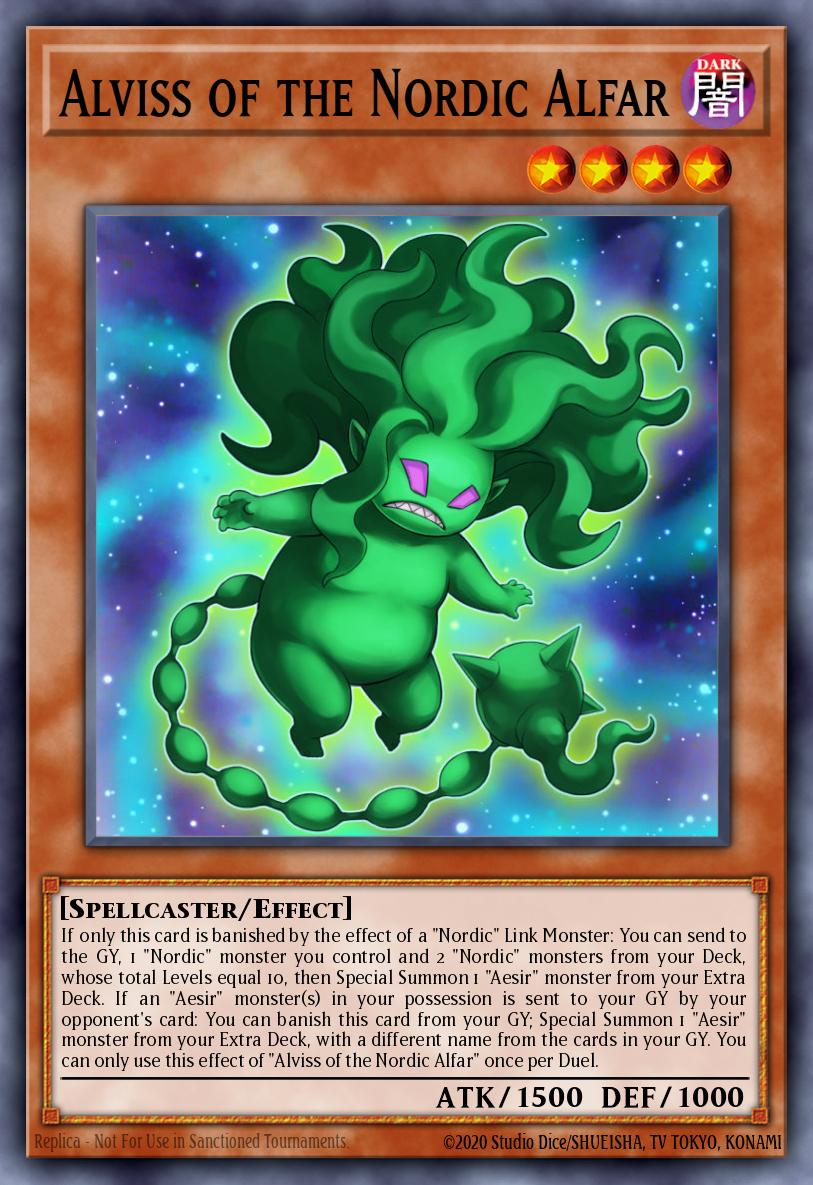 Alviss of the Nordic Alfar
DARK
闇
[Spellcaster/Effect]
If only this card is banished by the effect of a "Nordic" Link Monster: You can send to
the GY, 1 "Nordic" monster you control and 2 "Nordic" monsters from your Deck,
whose total Levels equal 10, then Special Summon 1 "Aesir" monster from your Extra
Deck. If an "Aesir" monster(s) in your possession is sent to your GY by your
opponent's card: You can banish this card from your GY; Special Summon 1 "Aesir"
monster from your Extra Deck, with a different name from the cards in your GY. You
can only use this effect of "Alviss of the Nordic Alfar" once per Duel.
ATK/1500 DEF/1000
Replica - Not For Use in Sanctioned Tournaments.
©2020 Studio Dice/SHUEISHA, TV TOKYO, KONAMI